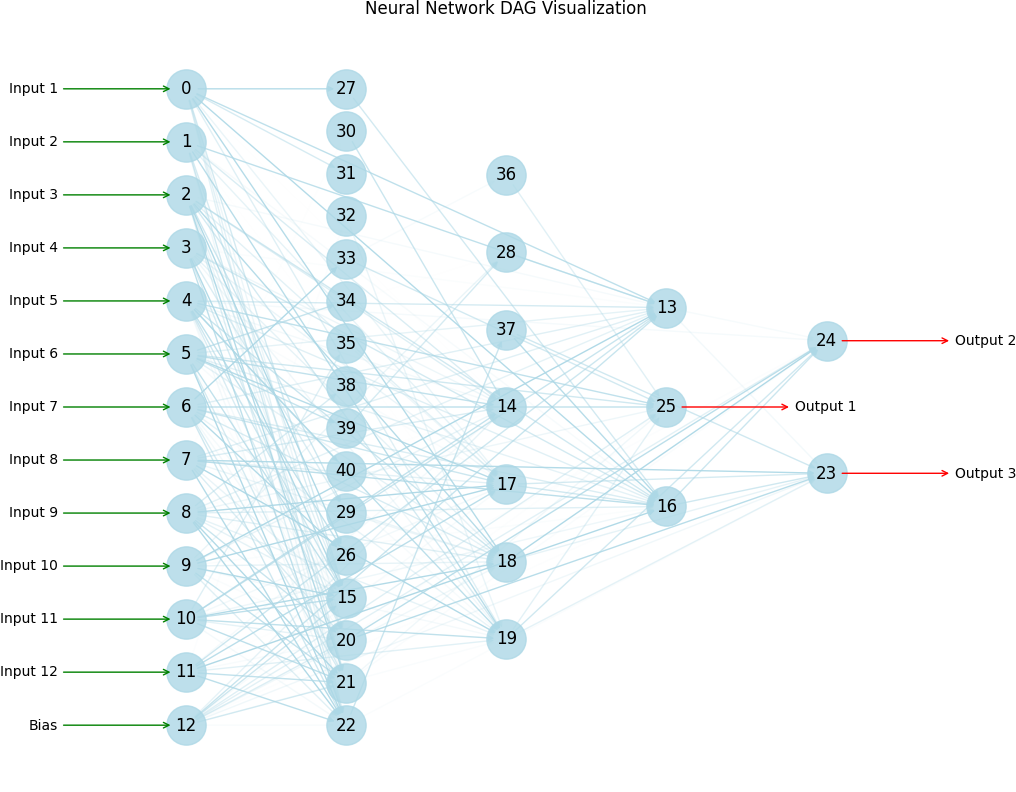 Neural Network DAG Visualization
Input 1
0
27
30
Input 2
1
31
36
Input 3
2
32
Input 4
3
28
33
Input 5
4
34
13
37
24
Output 2
35
Input 6
5
38
Input 7
6
14
25
Output 1
39
Input 8
7
40
23
Output 3
17
16
Input 9
8
29
26
18
Input 10
9
15
Input 11
10
20
19
Input 12
11
21
Bias
12
22